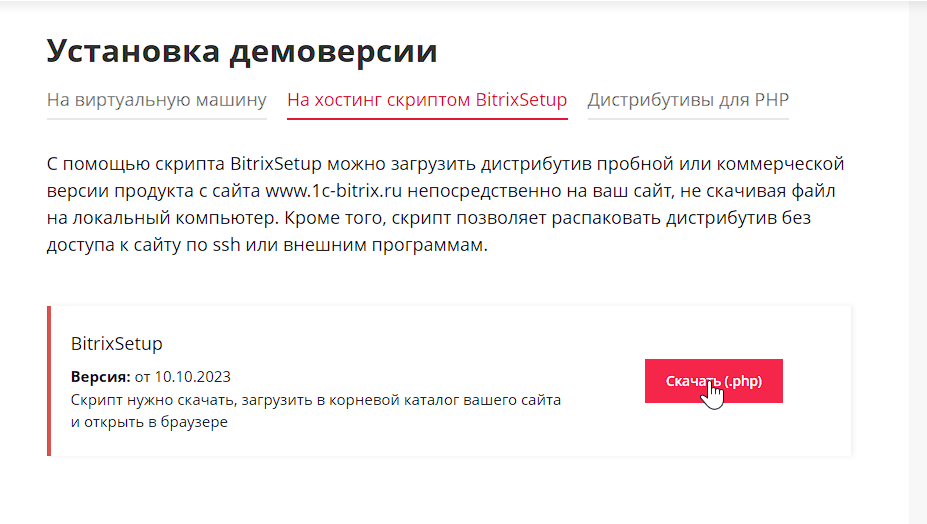 Установка демоверсии
На виртуальную машину На хостинг скриптом BitrixSetup Дистрибутивы для PHP
С помощью скрипта BitrixSetup можно загрузить дистрибутив пробной или коммерческой
версии продукта с сайта www.1c-bitrix.ru непосредственно на ваш сайт, не скачивая файл
на локальный компьютер. Кроме того, скрипт позволяет распаковать дистрибутив без
доступа к сайту по ssh или внешним программам.
BitrixSetup
Версия: от 10.10.2023
Скрипт нужно скачать, загрузить в корневой каталог вашего сайта
и открыть в браузере
Скачать (.php)